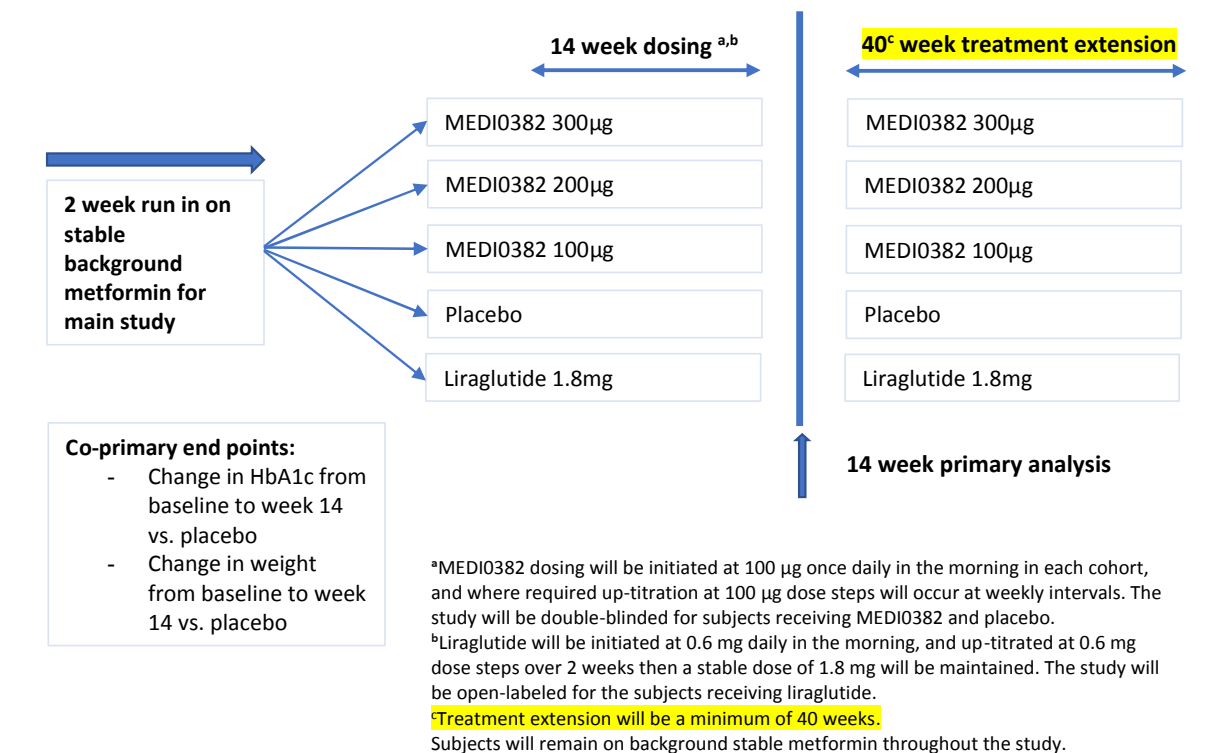 14 week dosing a,b
40c week treatment extension
2 week run in on
stable
background
metformin for
main study
MEDI0382 300µg
MEDI0382 200µg
MEDI0382 100µg
Placebo
Liraglutide 1.8mg
MEDI0382 300µg
MEDI0382 200µg
MEDI0382 100µg
Placebo
Liraglutide 1.8mg
14 week primary analysis
Co-primary end points:
- Change in HbA1c from
baseline to week 14
vs. placebo
- Change in weight
from baseline to week
14 vs. placebo
aMEDI0382 dosing will be initiated at 100 µg once daily in the morning in each cohort,
and where required up-titration at 100 µg dose steps will occur at weekly intervals. The
study will be double-blinded for subjects receiving MEDI0382 and placebo.
bLiraglutide will be initiated at 0.6 mg daily in the morning, and up-titrated at 0.6 mg
dose steps over 2 weeks then a stable dose of 1.8 mg will be maintained. The study will
be open-labeled for the subjects receiving liraglutide.
cTreatment extension will be a minimum of 40 weeks.
Subjects will remain on background stable metformin throughout the study.